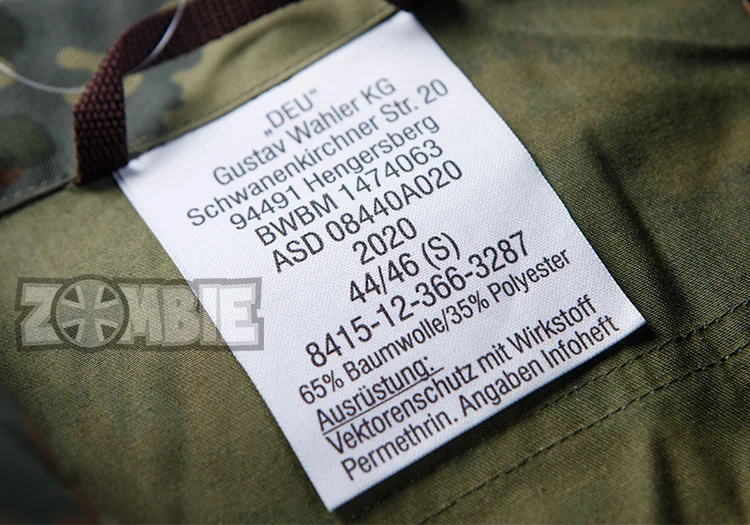 „DEU“
Gustav Wahler KG
Schwanenkirchner Str. 20
94491 Hengersberg
BWBM 1474063
ASD 08440A020
2020
44/46 (S)
8415-12-366-3287
65% Baumwolle/35% Polyester
Ausrüstung:
Vektorenschutz mit Wirkstoff
Permethrin. Angaben Infoheft
ZOMBIE